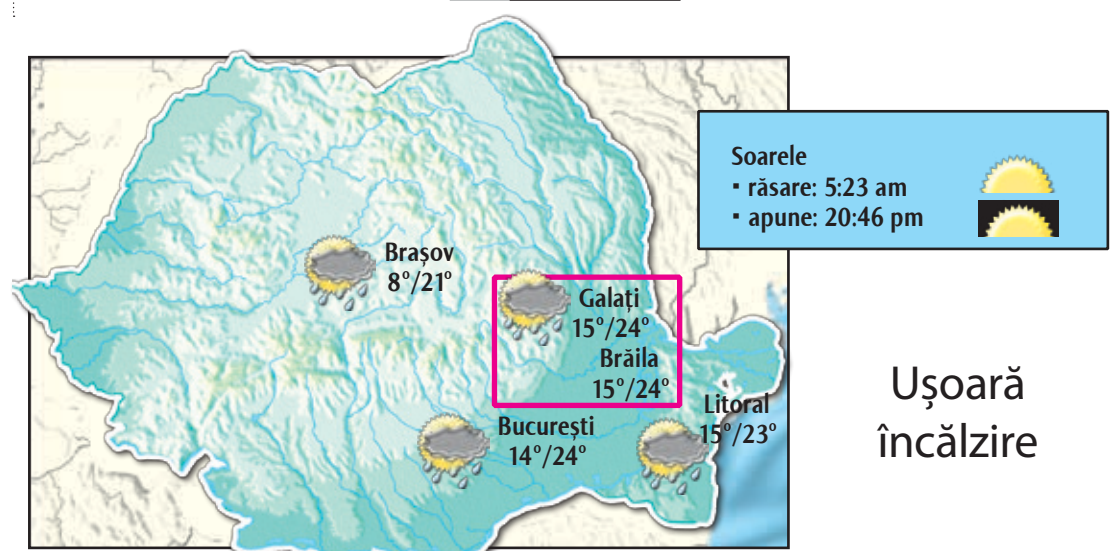 Soarele
▪ răsare: 5:23 am
▪ apune: 20:46 pm
Brașov
8°/21°
Galați
15°/24°
Brăila
15°/24°
Litoral
15°/23°
București
14°/24°
Ușoară
încălzire